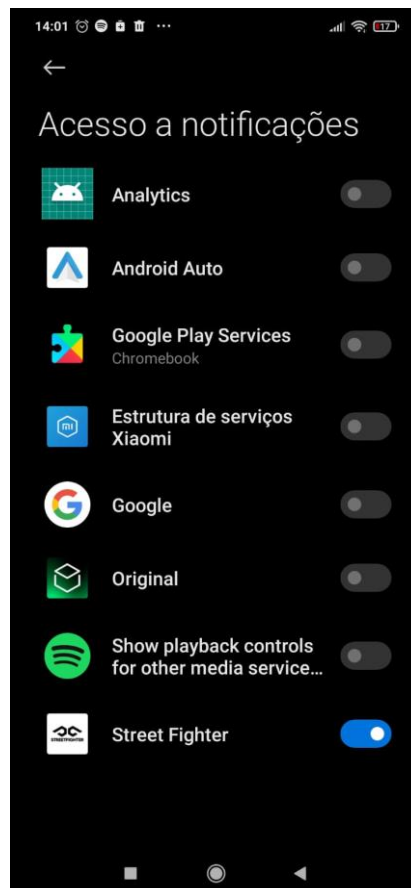 14:01
17
Acesso a notificações
Analytics
Android Auto
Google Play Services
Chromebook
Estrutura de serviços
Xiaomi
Google
Original
Show playback controls
for other media service...
STREETFIGHTER
Street Fighter